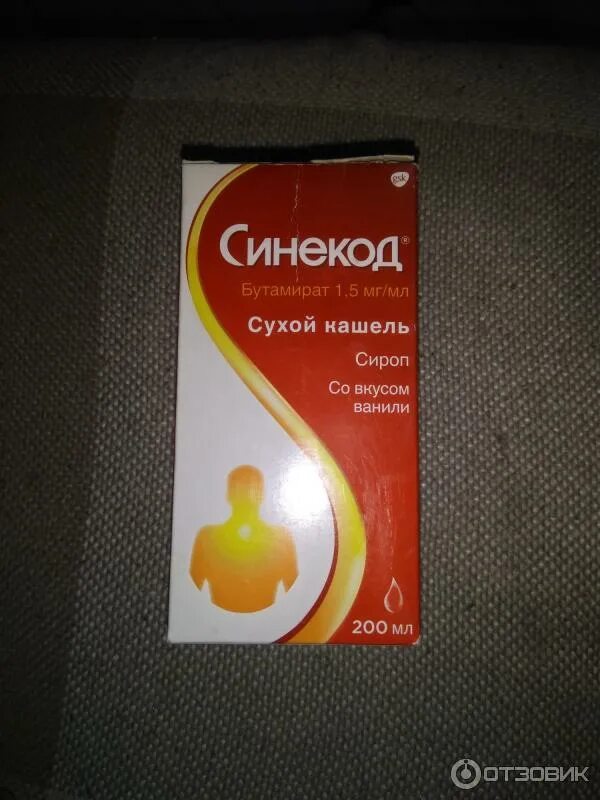 gsk
Синекод®
Бутамират 1.5 мг/мл
Сухой кашель
Сироп
Со вкусом
ванили
200 мл
ОТЗОВИК